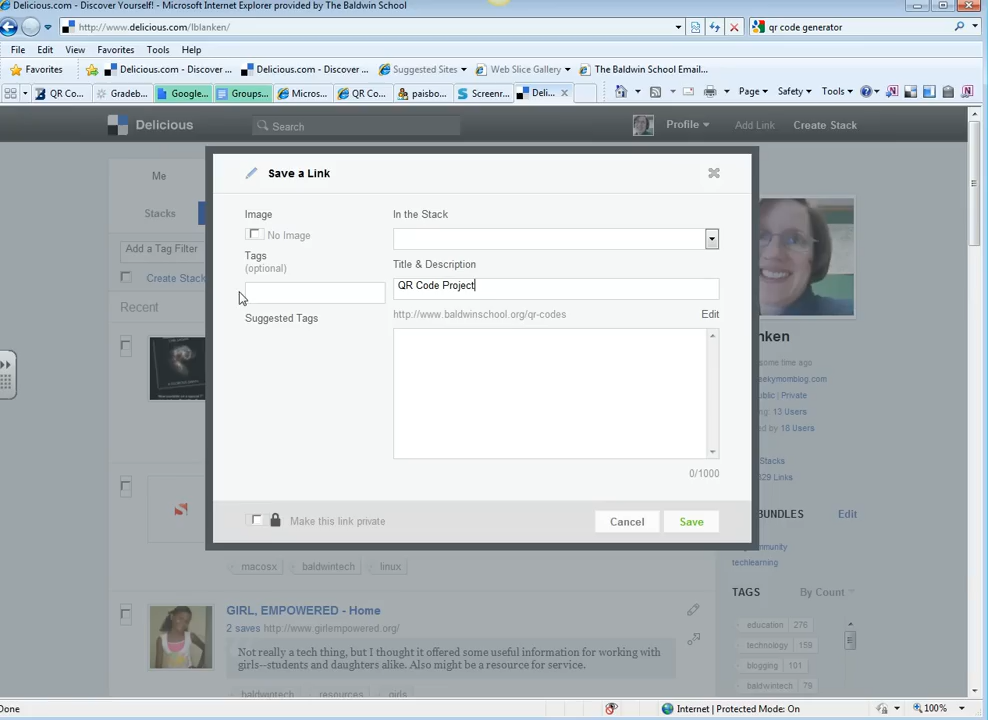 Delicious.com - Discover Yourself! - Microsoft Internet Explorer provided by The Baldwin School
http://www.delicious.com/lblanken/
qr code generator
File Edit View Favorites Tools Help
Favorites Delicious.com - Discover ... Delicious.com - Discover ... Suggested Sites Web Slice Gallery The Baldwin School Email...
QR Co... Gradeb... Google... Groups... Micros... QR Co... paisbo... Screenr... Deli... Page Safety Tools
Delicious Search Profile Add Link Create Stack
Save a Link
Me
Stacks
Add a Tag Filter
Create Stack
Recent
Image
No Image
Tags
(optional)
Suggested Tags
In the Stack
Title & Description
QR Code Project
http://www.baldwinschool.org/qr-codes Edit
0/1000
Make this link private Cancel Save
nken
some time ago
eekymomblog.com
ublic | Private
ng: 13 Users
ed by 18 Users
Stacks
829 Links
BUNDLES Edit
mmunity
techlearning
TAGS By Count
education 276
technology 159
blogging 101
baldwintech 79
macosx baldwintech linux
GIRL, EMPOWERED - Home
2 saves http://www.girlempowered.org/
Not really a tech thing, but I thought it offered some useful information for working with
girls--students and daughters alike. Also might be a resource for service.
baldwintech resources girls
Done Internet | Protected Mode: On 100%